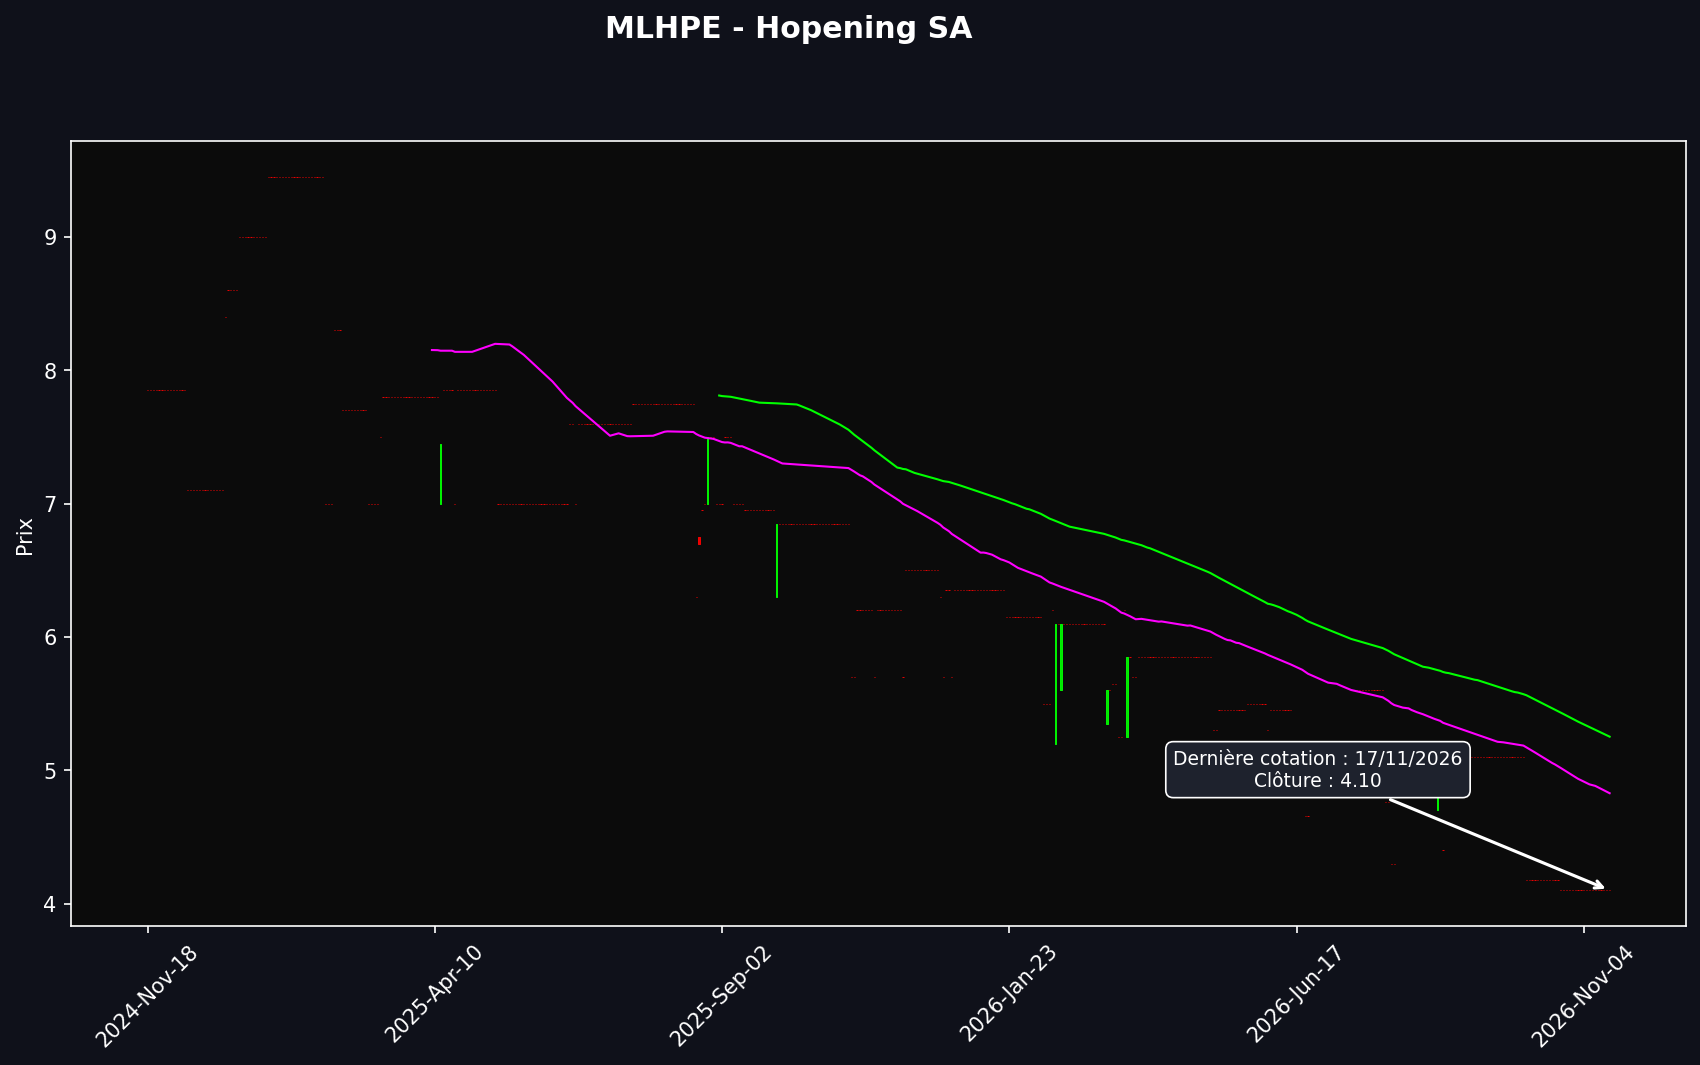 MLHPE - Hopening SA
Prix
9
8
7
6
5
4
Dernière cotation : 17/11/2026
Clôture : 4.10
2024-Nov-18
2025-Apr-10
2025-Sep-02
2026-Jan-23
2026-Jun-17
2026-Nov-04